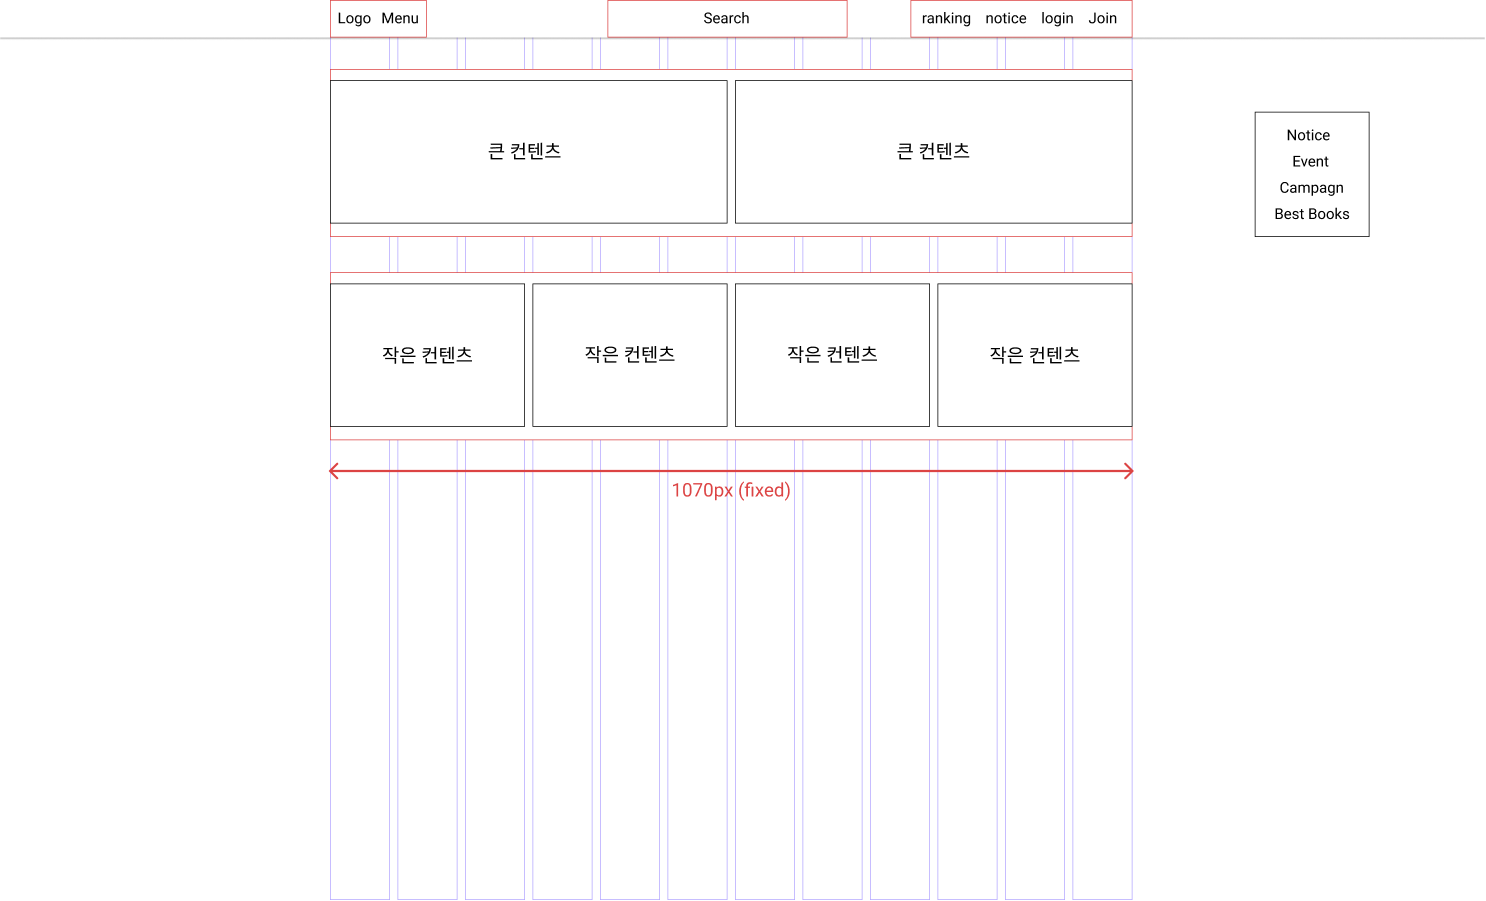 Logo Menu Search ranking notice login Join
큰 컨텐츠 큰 컨텐츠
Notice
Event
Campagn
Best Books
작은 컨텐츠 작은 컨텐츠 작은 컨텐츠 작은 컨텐츠
1070px (fixed)